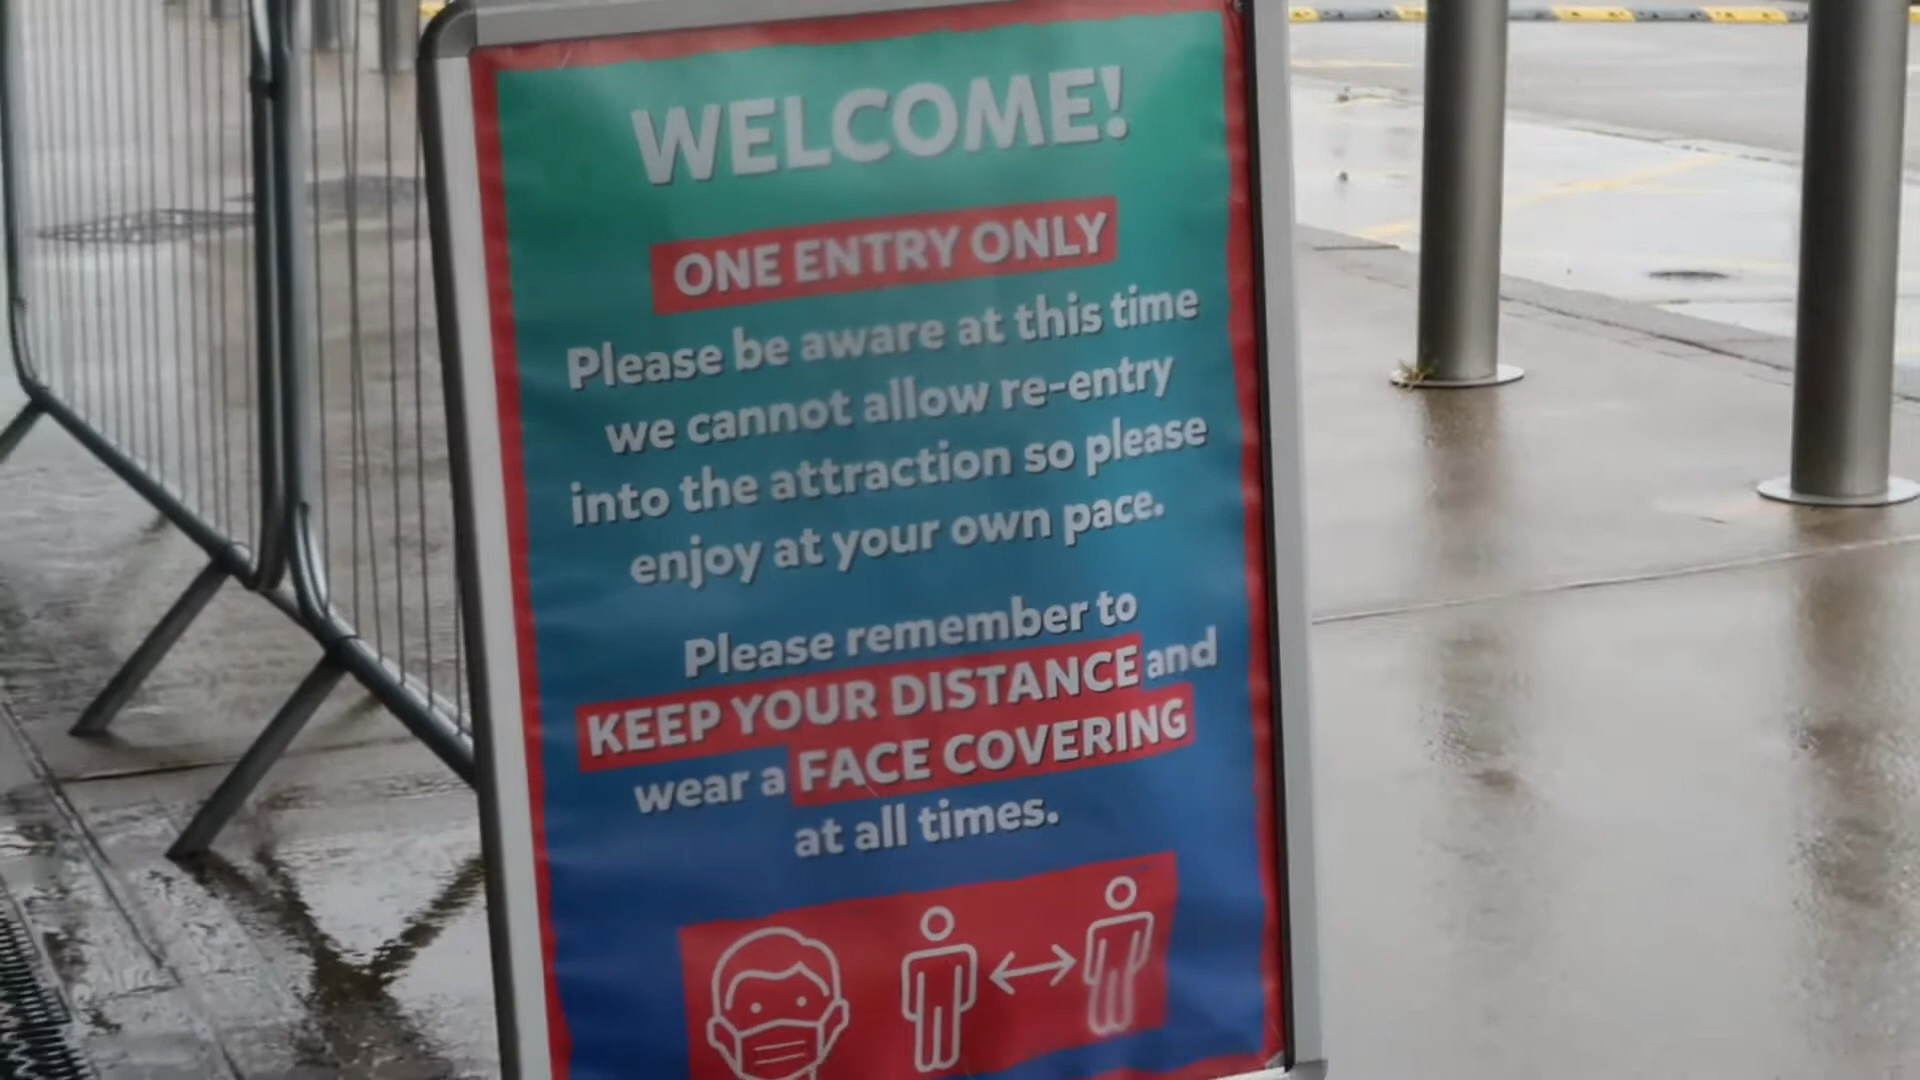 WELCOME!
ONE ENTRY ONLY
Please be aware at this time
we cannot allow re-entry
into the attraction so please
enjoy at your own pace.
Please remember to
KEEP YOUR DISTANCE and
wear a FACE COVERING
at all times.